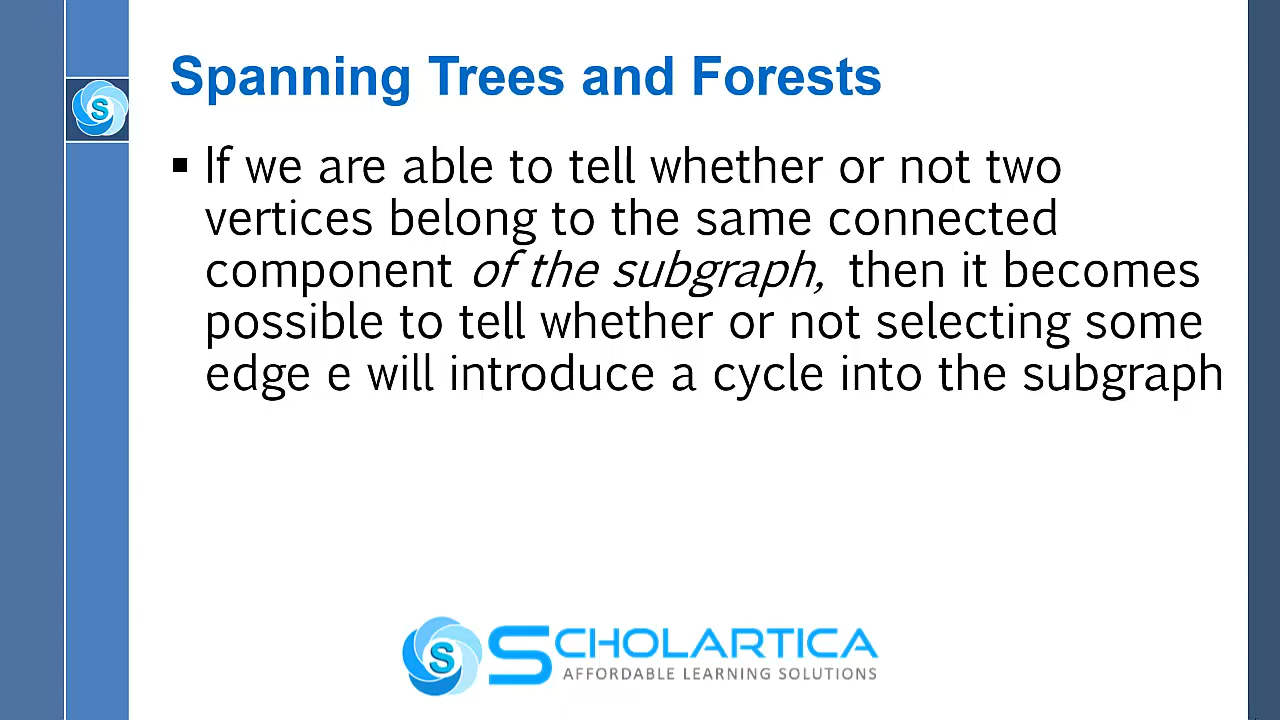 Spanning Trees and Forests
S
▪ If we are able to tell whether or not two
vertices belong to the same connected
component of the subgraph, then it becomes
possible to tell whether or not selecting some
edge e will introduce a cycle into the subgraph
S
SCHOLARTICA
AFFORDABLE LEARNING SOLUTIONS